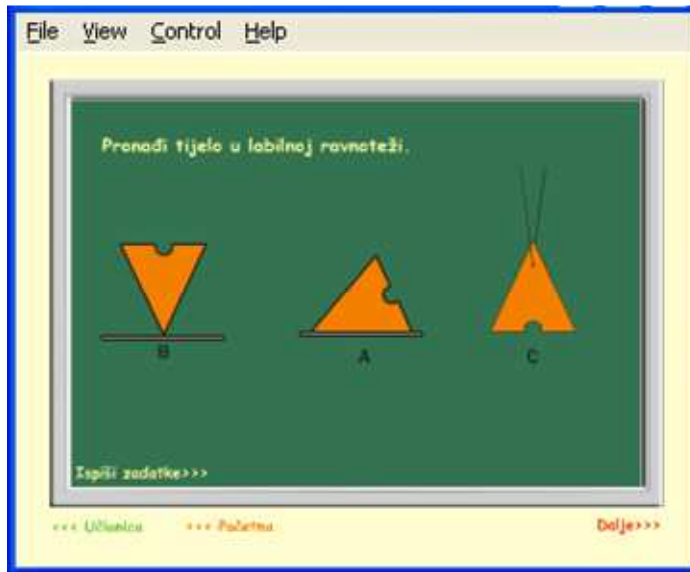 File View Control Help
Pronađi tijelo u labilnoj ravnoteži.
B A C
Ispiši zadatke>>>
<<< Učionica <<< Početna Dalje>>>